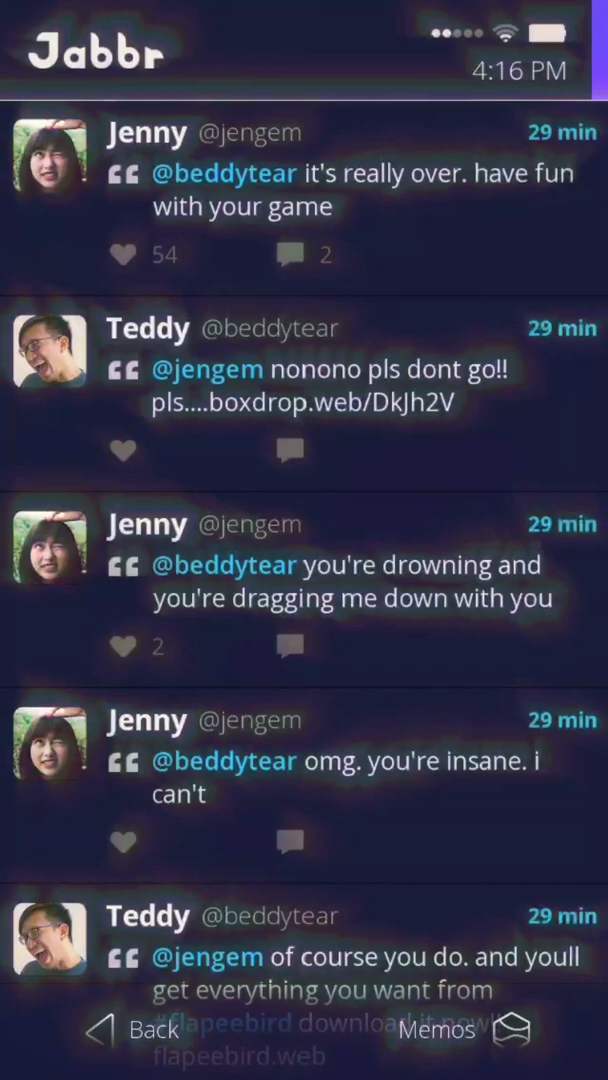 Jabbr
4:16 PM
Jenny @jengem 29 min
@beddytear it's really over. have fun
with your game
54 2
Teddy @beddytear 29 min
@jengem nonono pls dont go!!
pls....boxdrop.web/DkJh2V
Jenny @jengem 29 min
@beddytear you're drowning and
you're dragging me down with you
2
Jenny @jengem 29 min
@beddytear omg. you're insane. i
can't
Teddy @beddytear 29 min
@jengem of course you do. and youll
get everything you want from
#flapeebird download it now!!
flapeebird.web
Back Memos